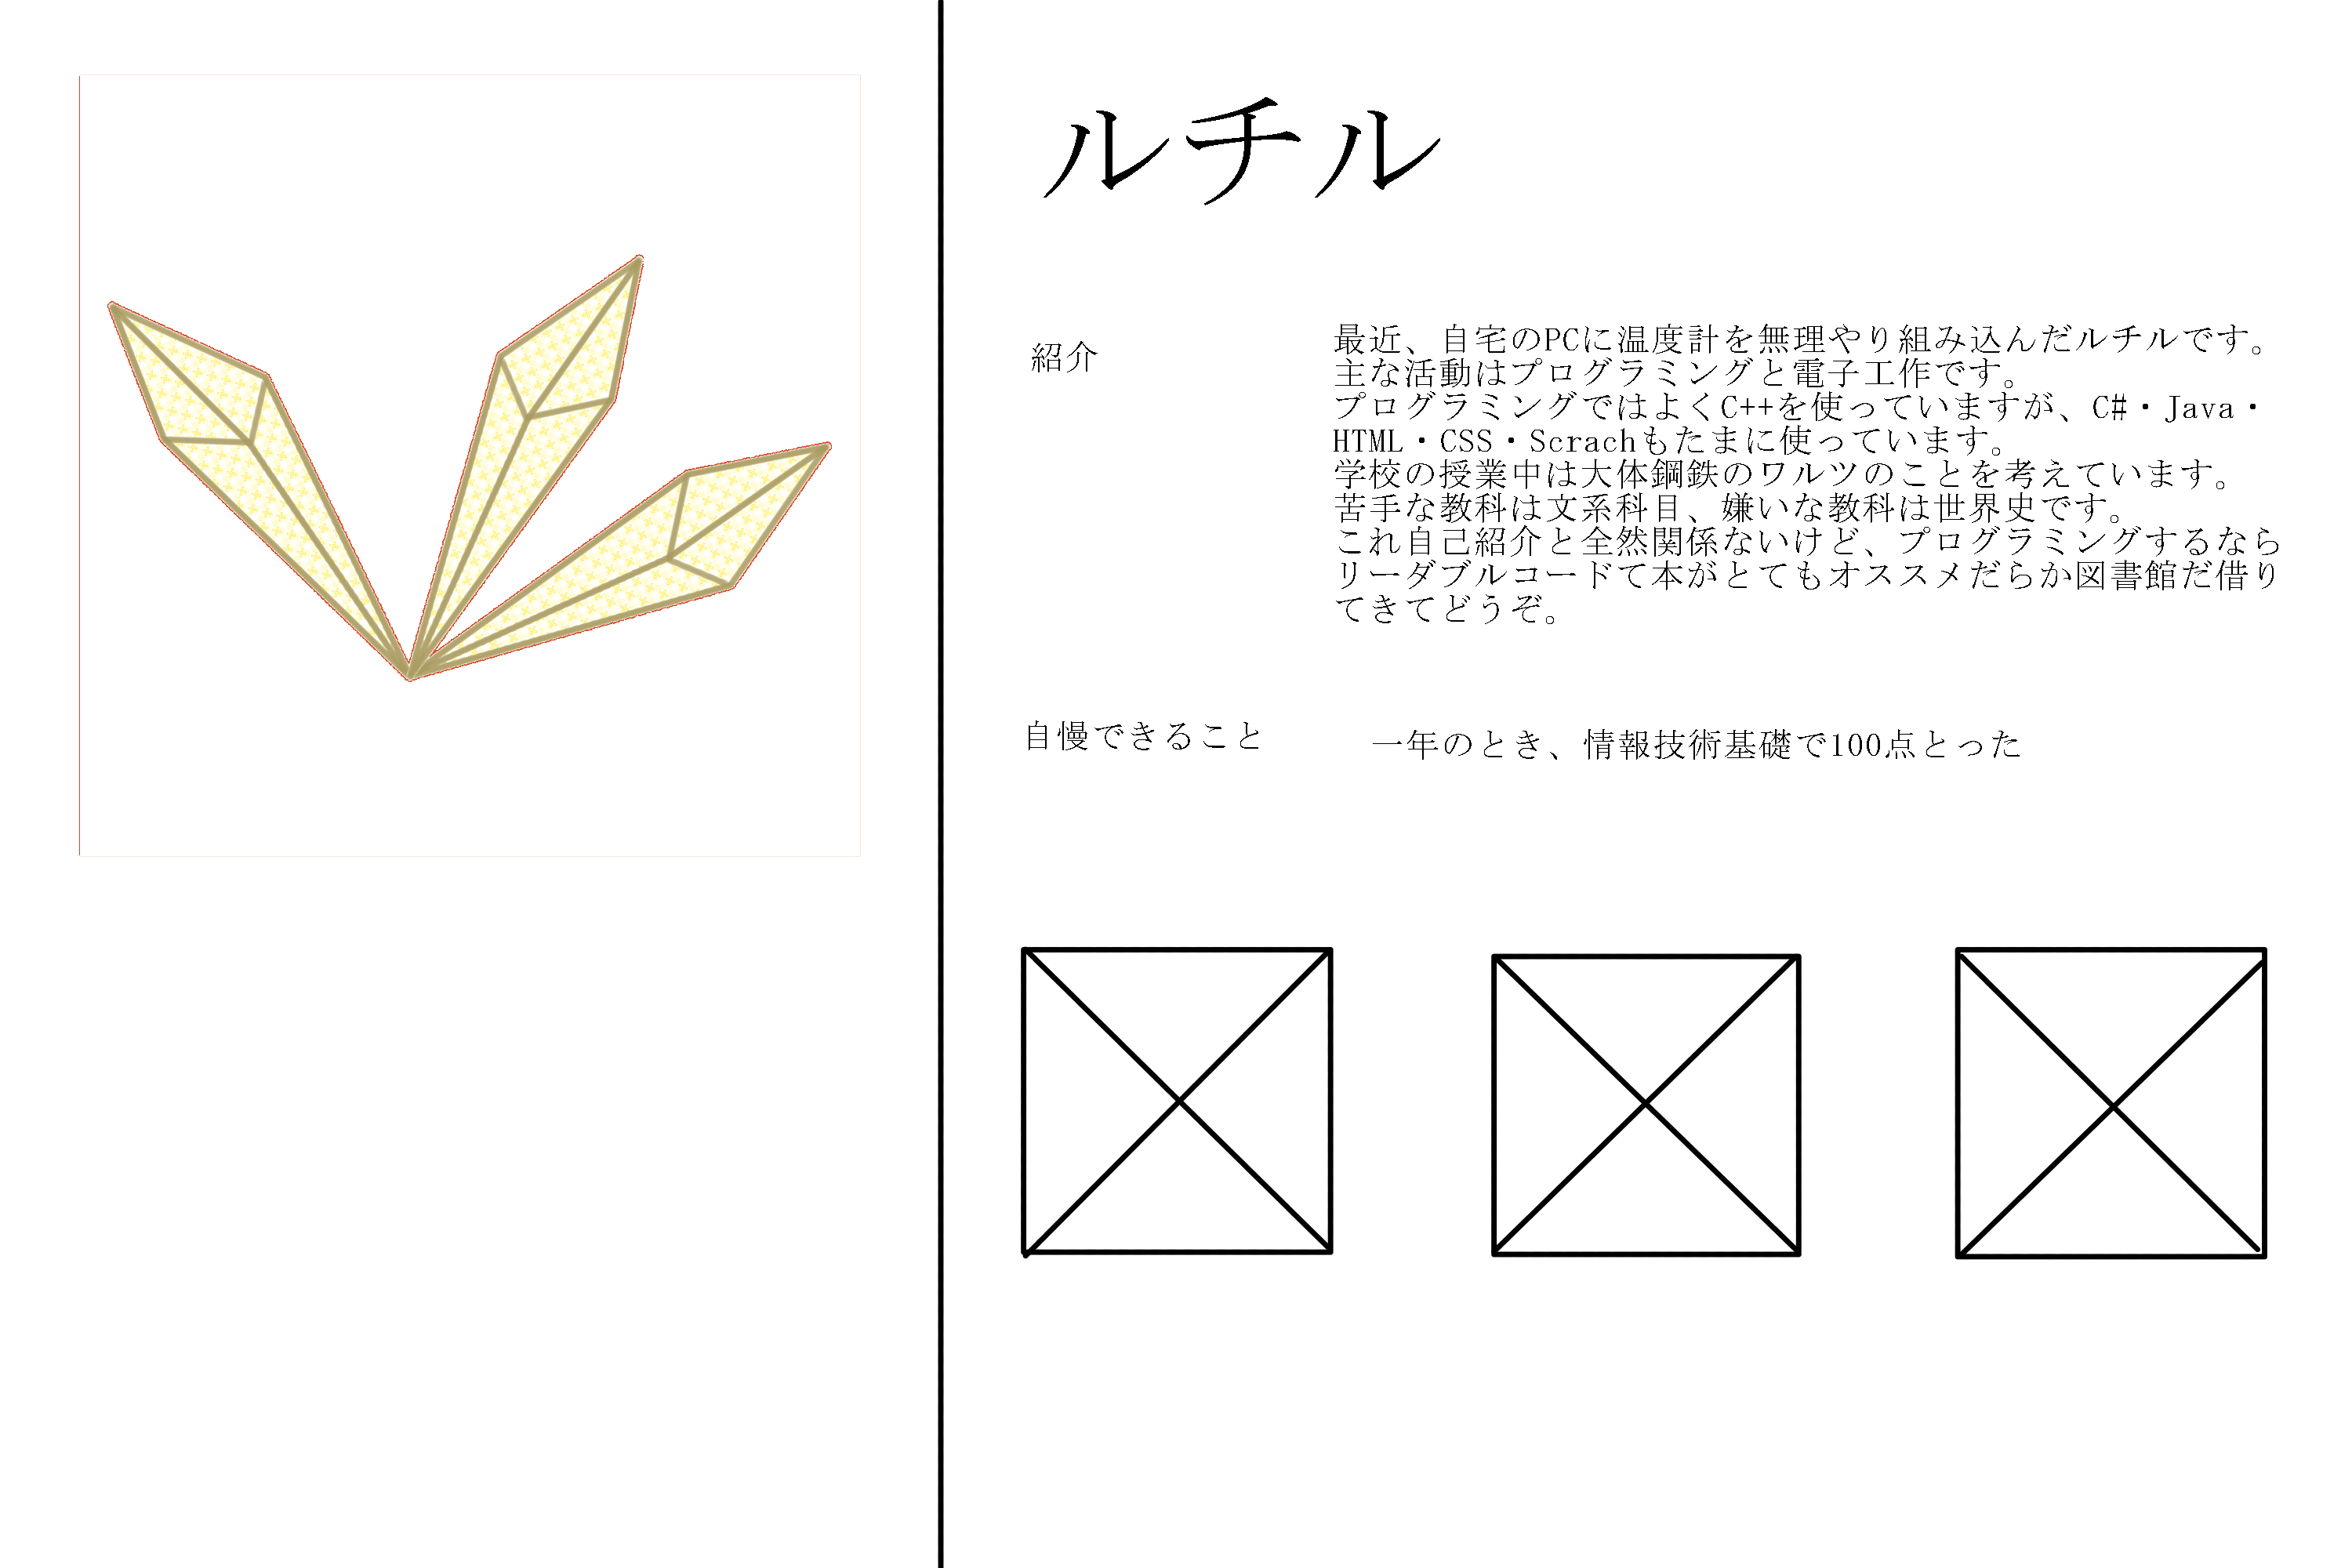 ルチル
紹介
最近、自宅のPCに温度計を無理やり組み込んだルチルです。
主な活動はプログラミングと電子工作です。
プログラミングではよくC++を使っていますが、C#・Java・
HTML・CSS・Scrachもたまに使っています。
学校の授業中は大体鋼鉄のワルツのことを考えています。
苦手な教科は文系科目、嫌いな教科は世界史です。
これ自己紹介と全然関係ないけど、プログラミングするなら
リーダブルコードて本がとてもオススメだらか図書館だ借り
てきてどうぞ。
自慢できること
一年のとき、情報技術基礎で100点とった